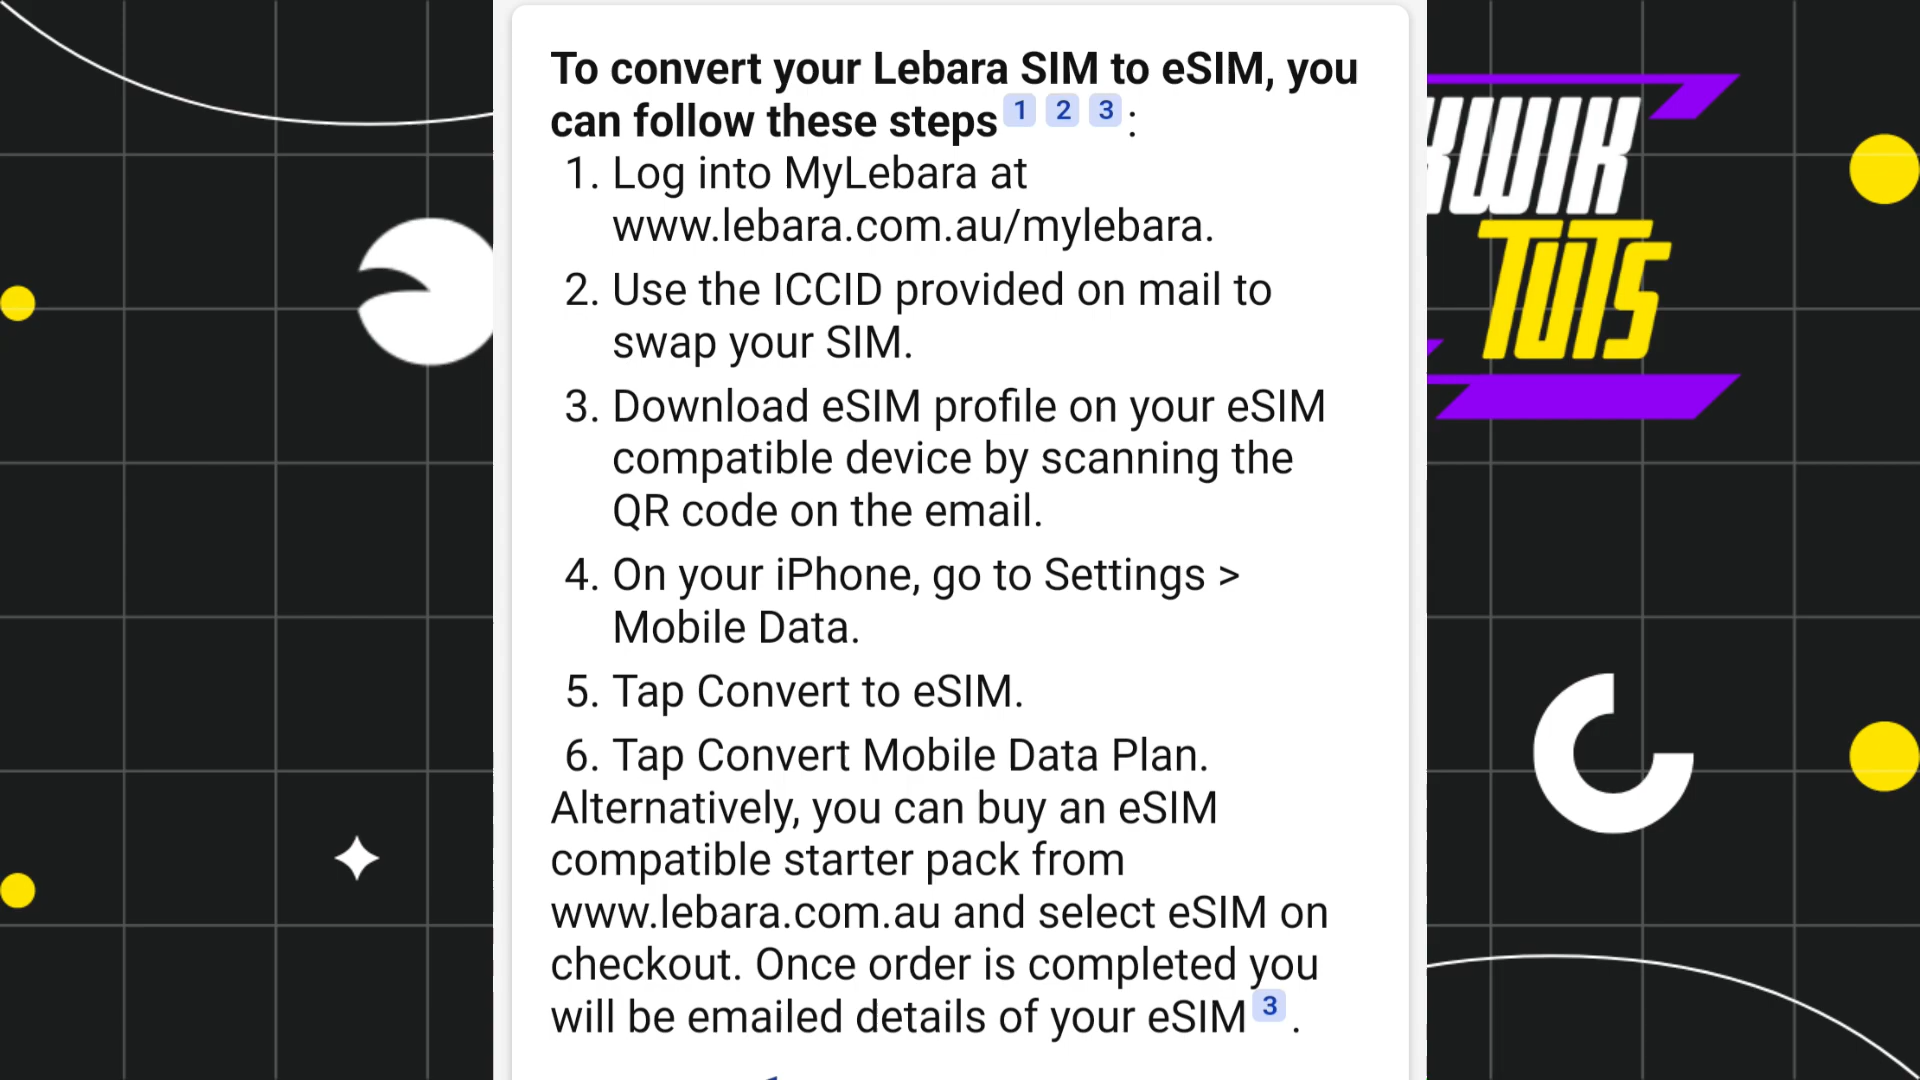 To convert your Lebara SIM to eSIM, you
can follow these steps 1 2 3 :
1. Log into MyLebara at
www.lebara.com.au/mylebara.
2. Use the ICCID provided on mail to
swap your SIM.
3. Download eSIM profile on your eSIM
compatible device by scanning the
QR code on the email.
4. On your iPhone, go to Settings >
Mobile Data.
5. Tap Convert to eSIM.
6. Tap Convert Mobile Data Plan.
Alternatively, you can buy an eSIM
compatible starter pack from
www.lebara.com.au and select eSIM on
checkout. Once order is completed you
will be emailed details of your eSIM 3 .
KWIK
TUTS